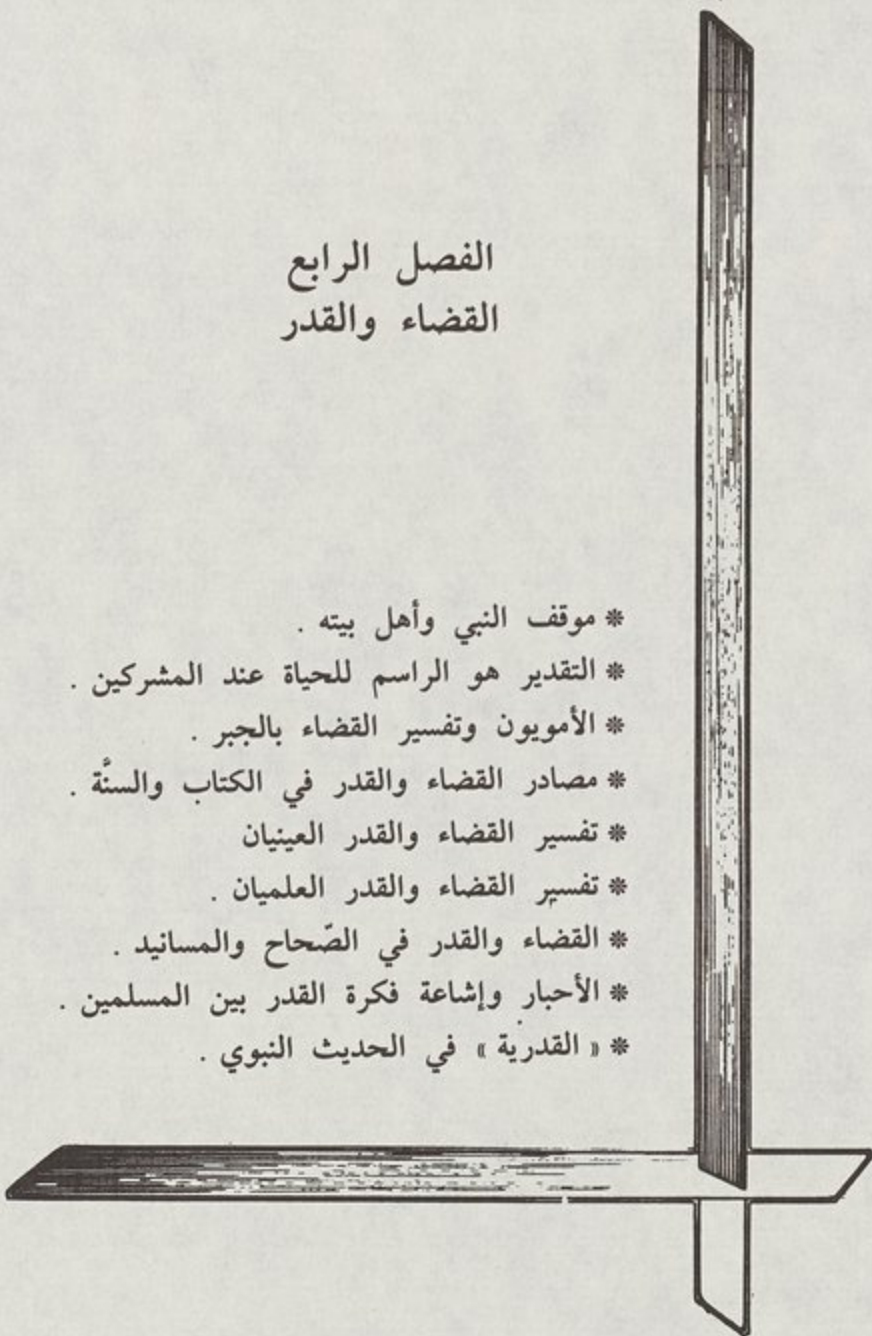 الفصل الرابع
القضاء والقدر
* موقف النبي وأهل بيته .
* التقدير هو الراسم للحياة عند المشركين .
* الأمويون وتفسير القضاء بالجبر .
* مصادر القضاء والقدر في الكتاب والسنَّة .
* تفسير القضاء والقدر العينيان
* تفسير القضاء والقدر العلميان .
* القضاء والقدر في الصّحاح والمسانيد .
* الأحبار وإشاعة فكرة القدر بين المسلمين .
* « القدرية » في الحديث النبوي .